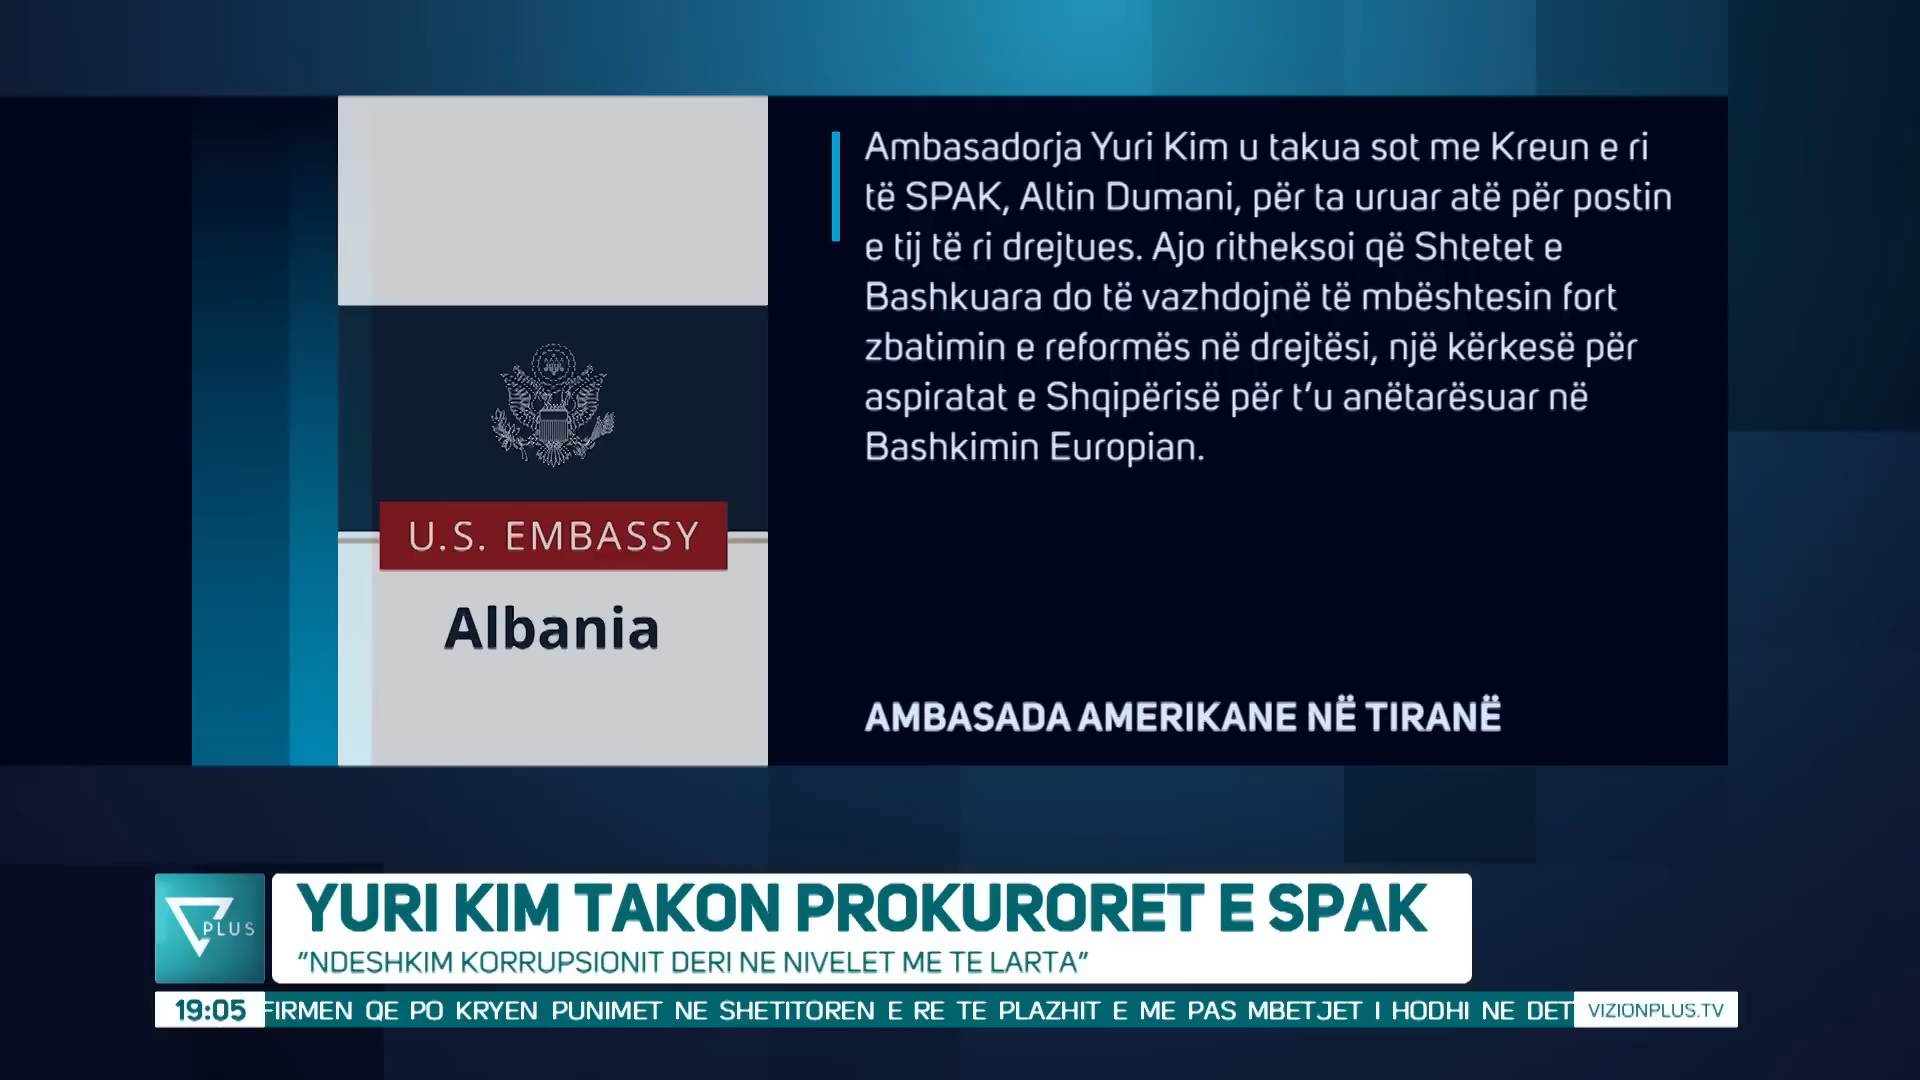 Ambasadorja Yuri Kim u takua sot me Kreun e ri
të SPAK, Altin Dumani, për ta uruar atë për postin
e tij të ri drejtues. Ajo ritheksoi që Shtetet e
Bashkuara do të vazhdojnë të mbështesin fort
zbatimin e reformës në drejtësi, një kërkesë për
aspiratat e Shqipërisë për t’u anëtarësuar në
Bashkimin Europian.
U.S. EMBASSY
Albania
AMBASADA AMERIKANE NË TIRANË
PLUS
YURI KIM TAKON PROKURORET E SPAK
“NDESHKIM KORRUPSIONIT DERI NE NIVELET ME TE LARTA”
19:05 FIRMEN QE PO KRYEN PUNIMET NE SHETITOREN E RE TE PLAZHIT E ME PAS MBETJET I HODHI NE DET VIZIONPLUS.TV